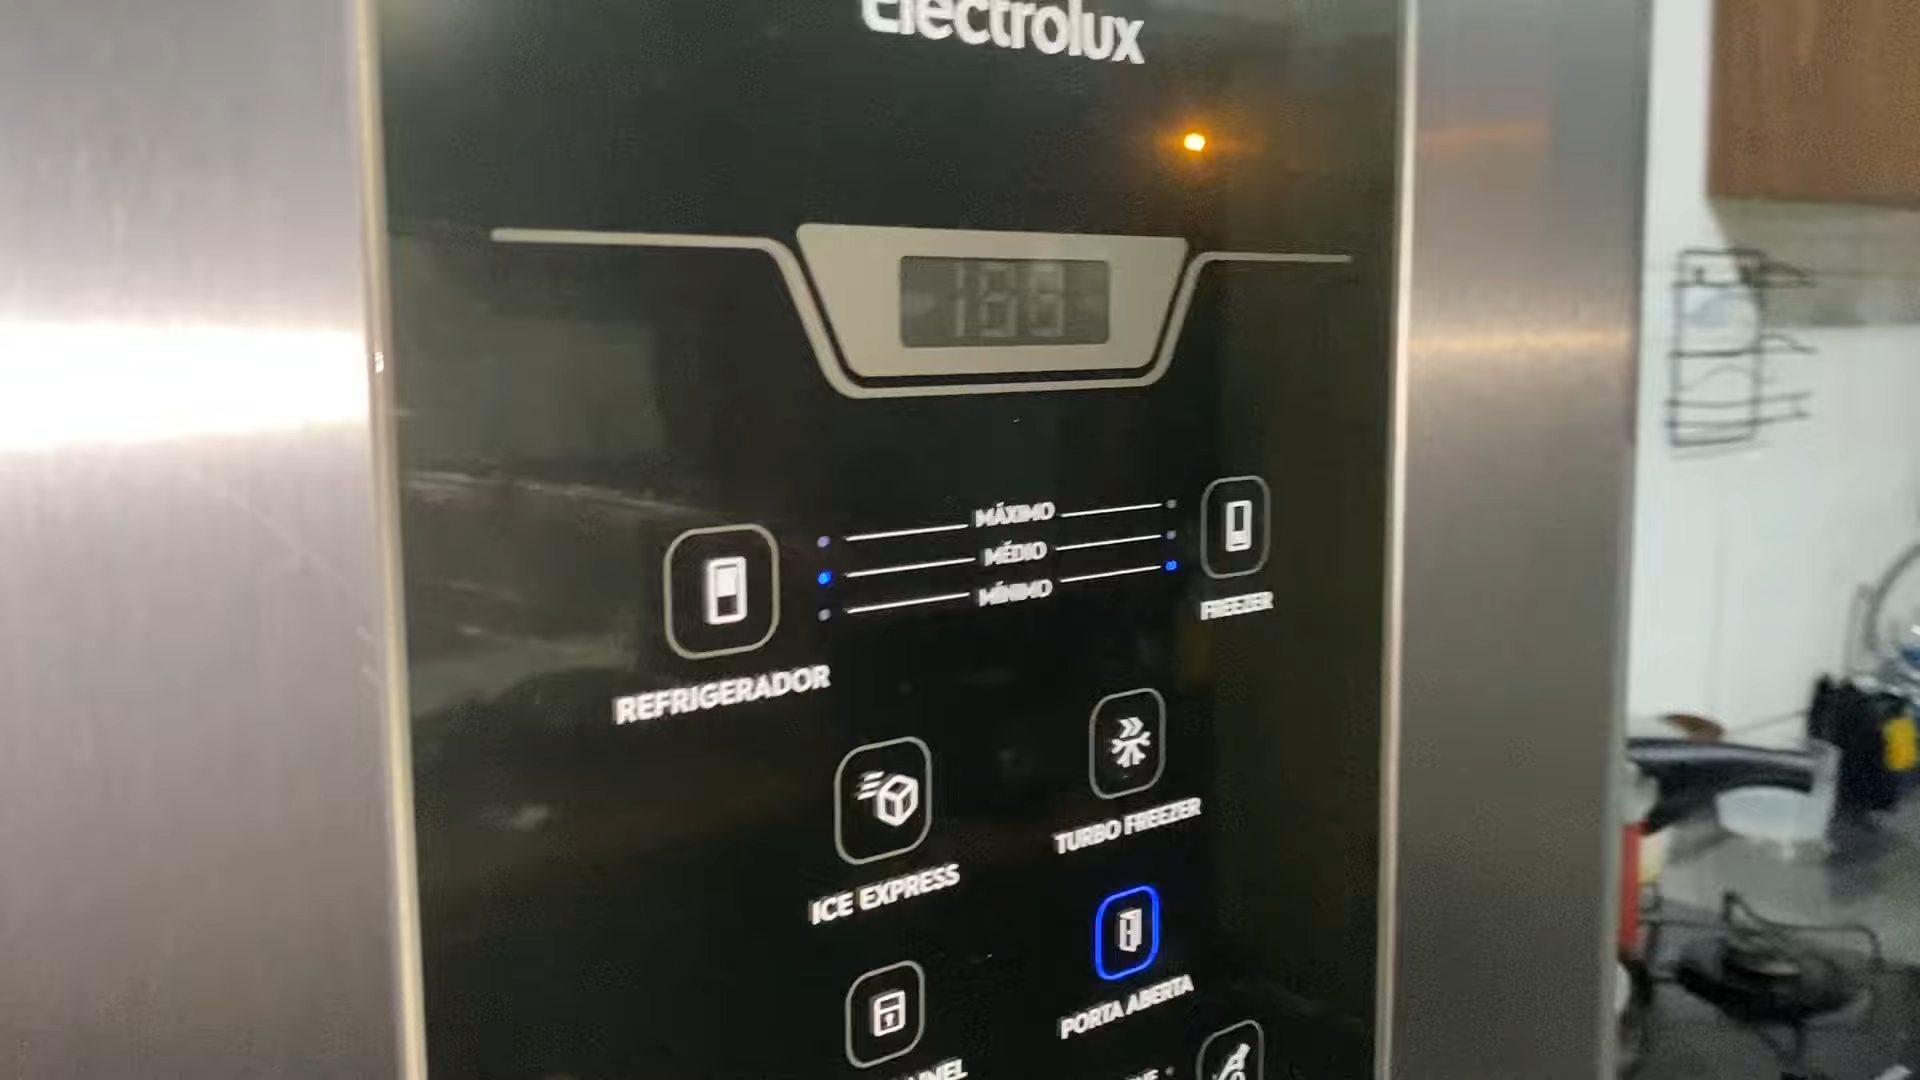 Electrolux
MÁXIMO
MÉDIO
MÍNIMO
FREEZER
REFRIGERADOR
TURBO FREEZER
ICE EXPRESS
PORTA ABERTA